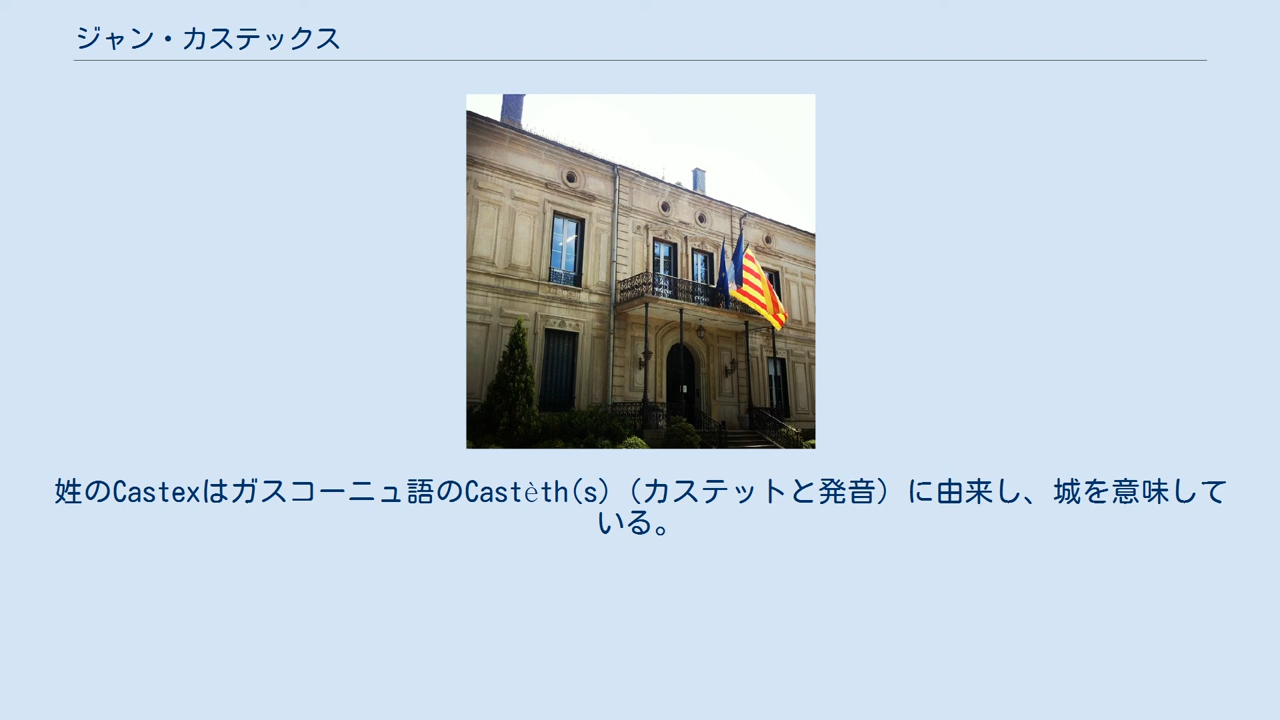 ジャン・カステックス
姓のCastexはガスコーニュ語のCastèth(s)（カステットと発音）に由来し、城を意味して
いる。